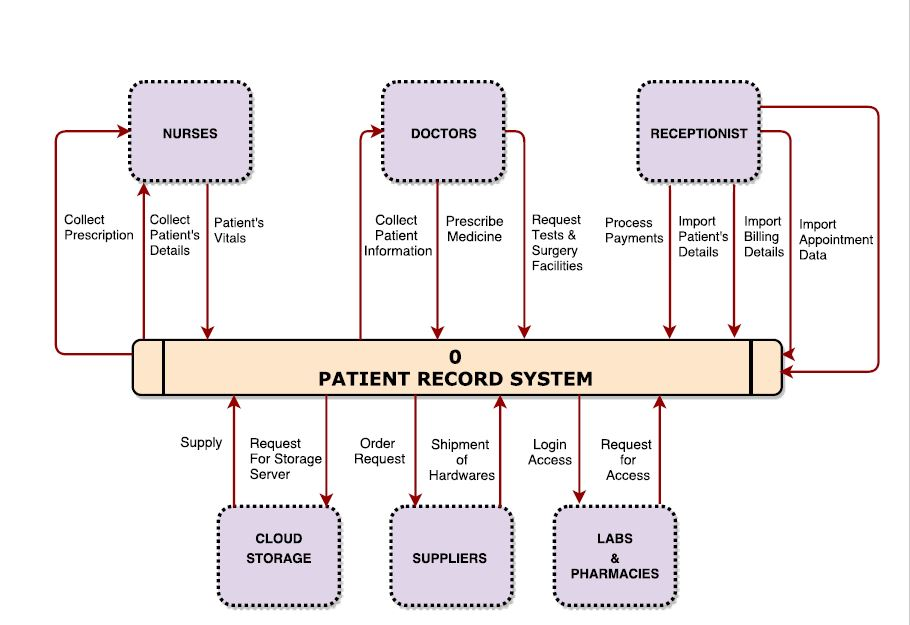 NURSES
DOCTORS
RECEPTIONIST
Collect
Prescription
Collect
Patient's
Details
Patient's
Vitals
Collect
Patient
Information
Prescribe
Medicine
Request
Tests &
Surgery
Facilities
Process
Payments
Import
Patient's
Details
Import
Billing
Details
Import
Appointment
Data
0
PATIENT RECORD SYSTEM
Supply
Request
For Storage
Server
Order
Request
Shipment
of
Hardwares
Login
Access
Request
for
Access
CLOUD
STORAGE
SUPPLIERS
LABS
&
PHARMACIES